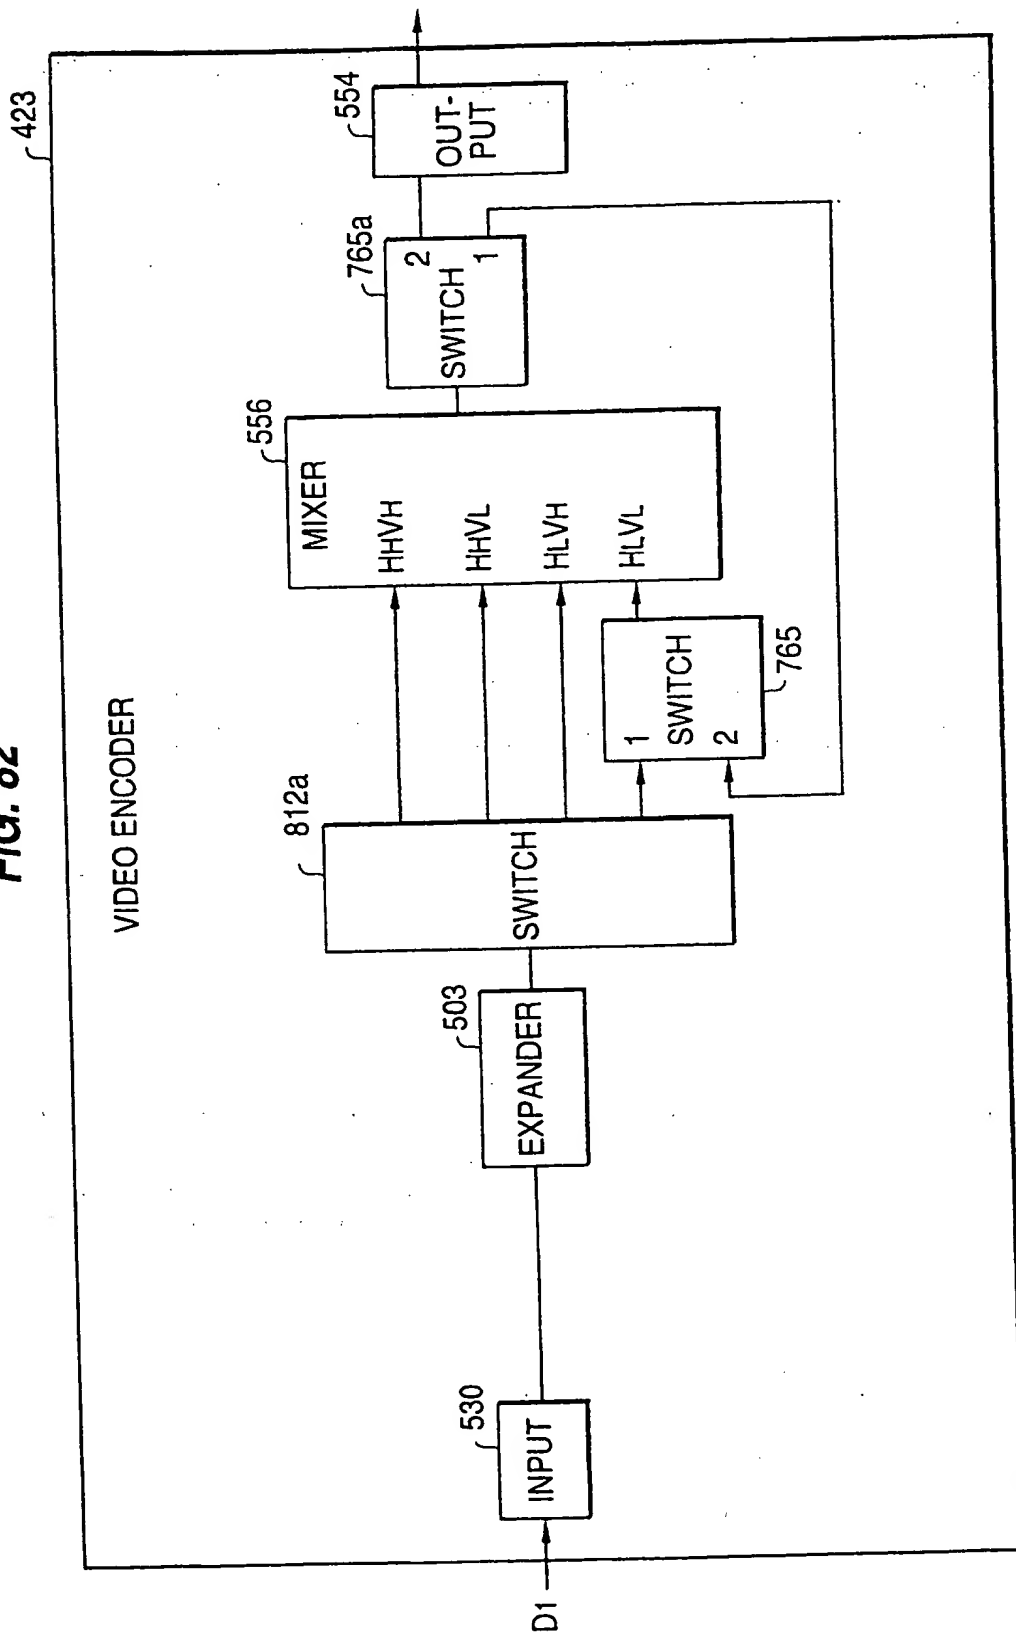 FIG. 82
423
VIDEO ENCODER
D1
INPUT
530
EXPANDER
503
SWITCH
812a
1
SWITCH
2
765
MIXER
556
HHVH
HHVL
HLVH
HLVL
SWITCH
2
1
765a
OUT-
PUT
554